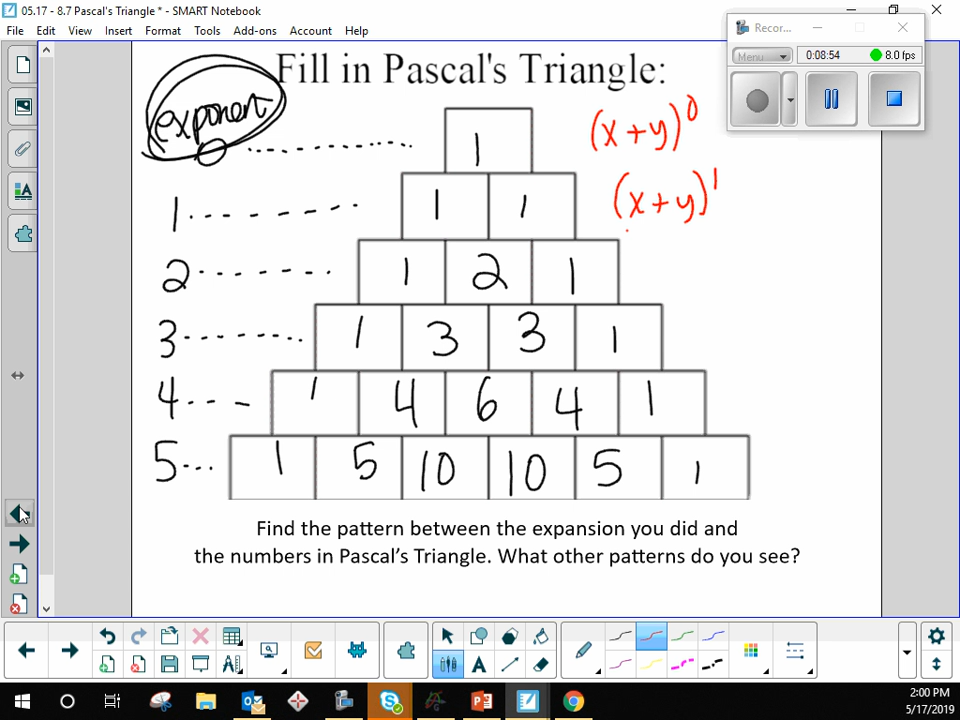 05.17 - 8.7 Pascal's Triangle * - SMART Notebook
File Edit View Insert Format Tools Add-ons Account Help
Recor...
Menu 0:08:54 8.0 fps
Fill in Pascal's Triangle:
exponent
0 ............... 1 (x+y)^0
1 - - - - - - - - 1 1 (x+y)^1
2 - - - - - - - 1 2 1
3 - - - - - - - - 1 3 3 1
4 - - - 1 4 6 4 1
5 ... 1 5 10 10 5 1
Find the pattern between the expansion you did and
the numbers in Pascal's Triangle. What other patterns do you see?
2:00 PM
5/17/2019